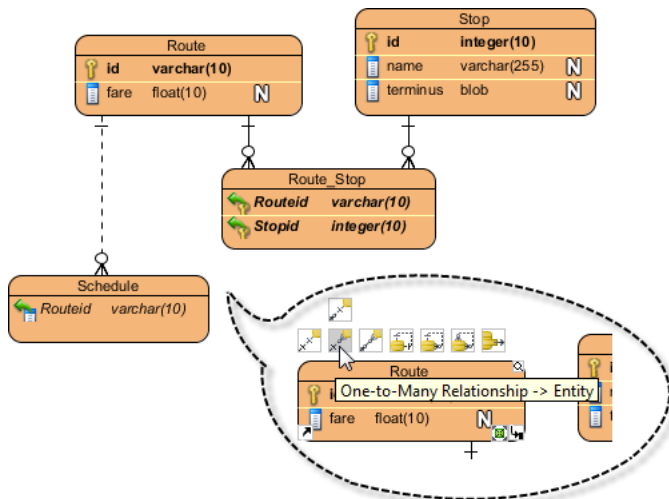 Route
id varchar(10)
fare float(10) N
Stop
id integer(10)
name varchar(255) N
terminus blob N
Route_Stop
Routeid varchar(10)
Stopid integer(10)
Schedule
Routeid varchar(10)
Route
One-to-Many Relationship -> Entity
fare float(10) N